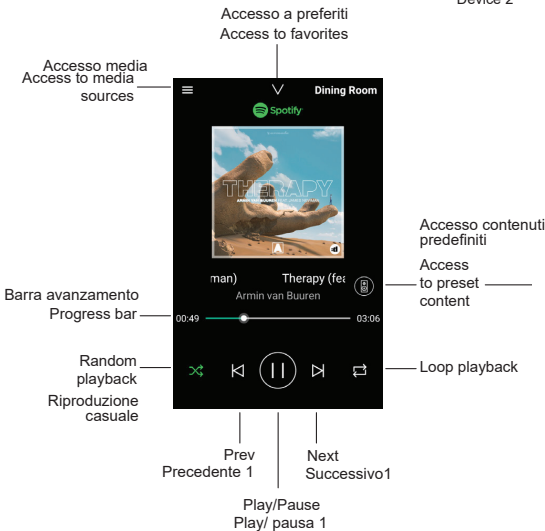 Device 2
Accesso a preferiti
Access to favorites
Accesso media
Access to media
sources
Dining Room
Spotify
THERAPY
man) Therapy (fea
Armin van Buuren
Accesso contenuti
predefiniti
Access
to preset
content
Barra avanzamento
Progress bar
00:49
03:06
Random
playback
Riproduzione
casuale
Loop playback
Prev
Precedente 1
Next
Successivo1
Play/Pause
Play/ pausa 1